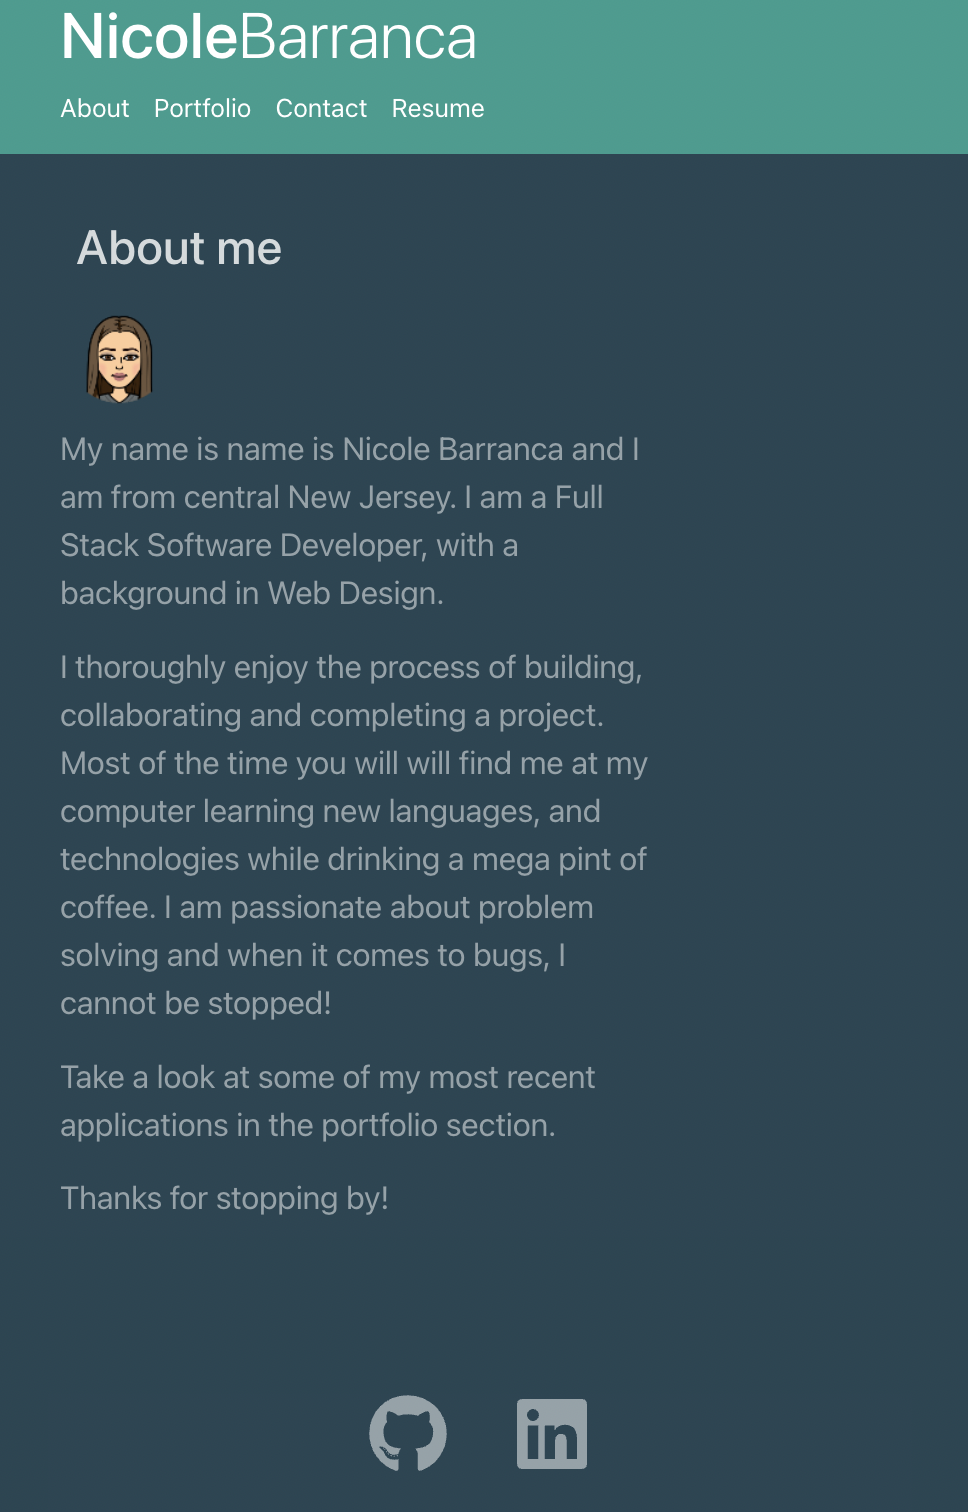 NicoleBarranca
About Portfolio Contact Resume
About me
My name is name is Nicole Barranca and I
am from central New Jersey. I am a Full
Stack Software Developer, with a
background in Web Design.
I thoroughly enjoy the process of building,
collaborating and completing a project.
Most of the time you will will find me at my
computer learning new languages, and
technologies while drinking a mega pint of
coffee. I am passionate about problem
solving and when it comes to bugs, I
cannot be stopped!
Take a look at some of my most recent
applications in the portfolio section.
Thanks for stopping by!
in